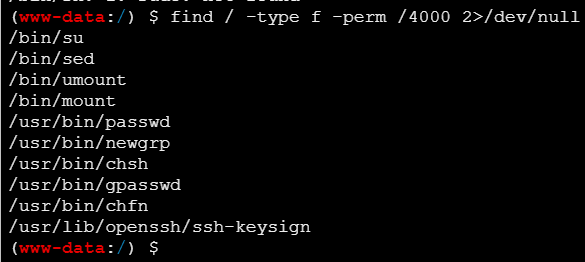 (www-data:/) $ find / -type f -perm /4000 2>/dev/null
/bin/su
/bin/sed
/bin/umount
/bin/mount
/usr/bin/passwd
/usr/bin/newgrp
/usr/bin/chsh
/usr/bin/gpasswd
/usr/bin/chfn
/usr/lib/openssh/ssh-keysign
(www-data:/) $